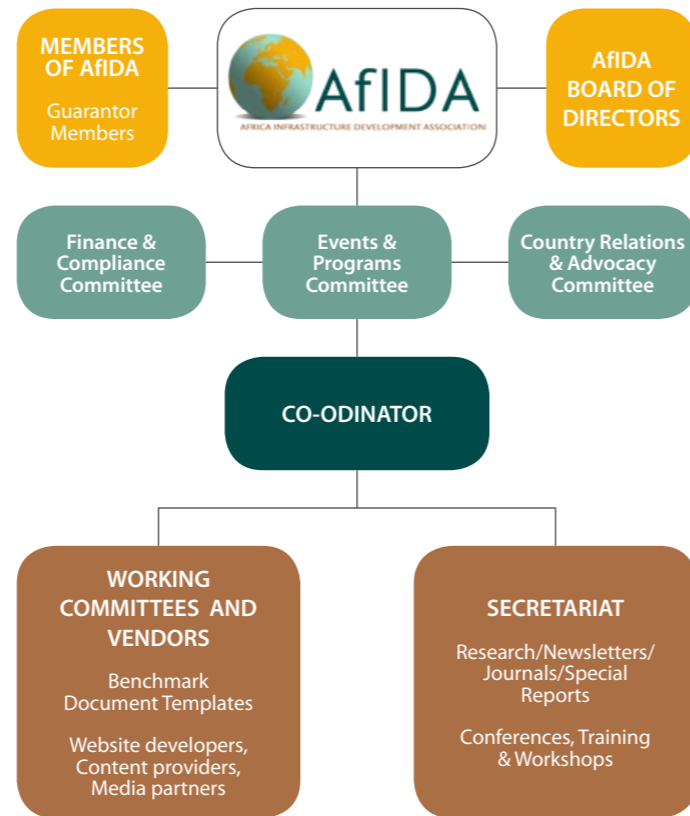 MEMBERS
OF AfIDA
Guarantor
Members
AfIDA
AFRICA INFRASTRUCTURE DEVELOPMENT ASSOCIATION
AfIDA
BOARD OF
DIRECTORS
Finance &
Compliance
Committee
Events &
Programs
Committee
Country Relations
& Advocacy
Committee
CO-ODINATOR
WORKING
COMMITTEES AND
VENDORS
Benchmark
Document Templates
Website developers,
Content providers,
Media partners
SECRETARIAT
Research/Newsletters/
Journals/Special
Reports
Conferences, Training
& Workshops